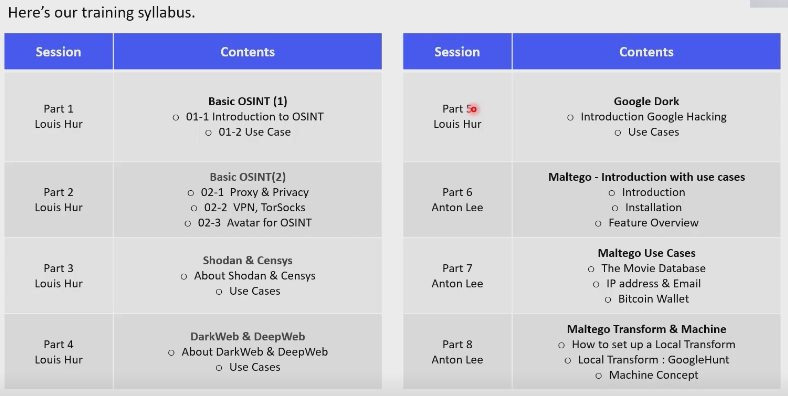 Here's our training syllabus.
Session
Contents
Part 1
Louis Hur
Basic OSINT (1)
○ 01-1 Introduction to OSINT
○ 01-2 Use Case
Part 2
Louis Hur
Basic OSINT(2)
○ 02-1 Proxy & Privacy
○ 02-2 VPN, TorSocks
○ 02-3 Avatar for OSINT
Part 3
Louis Hur
Shodan & Censys
○ About Shodan & Censys
○ Use Cases
Part 4
Louis Hur
DarkWeb & DeepWeb
○ About DarkWeb & DeepWeb
○ Use Cases
Session
Contents
Part 5
Louis Hur
Google Dork
○ Introduction Google Hacking
○ Use Cases
Part 6
Anton Lee
Maltego - Introduction with use cases
○ Introduction
○ Installation
○ Feature Overview
Part 7
Anton Lee
Maltego Use Cases
○ The Movie Database
○ IP address & Email
○ Bitcoin Wallet
Part 8
Anton Lee
Maltego Transform & Machine
○ How to set up a Local Transform
○ Local Transform : GoogleHunt
○ Machine Concept